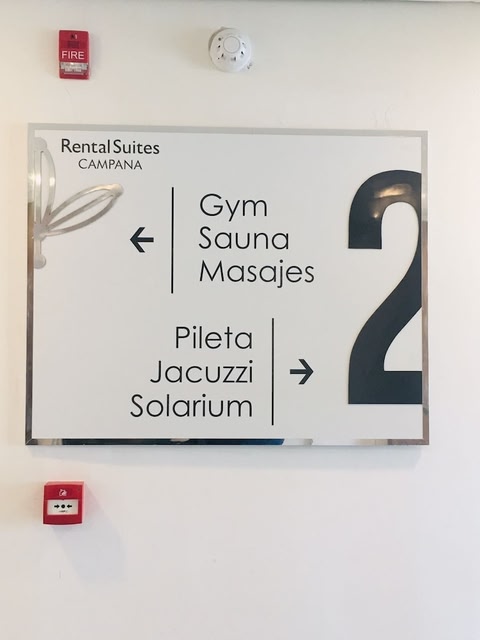 FIRE
RentalSuites
CAMPANA
Gym
Sauna
Masajes
2
Pileta
Jacuzzi
Solarium